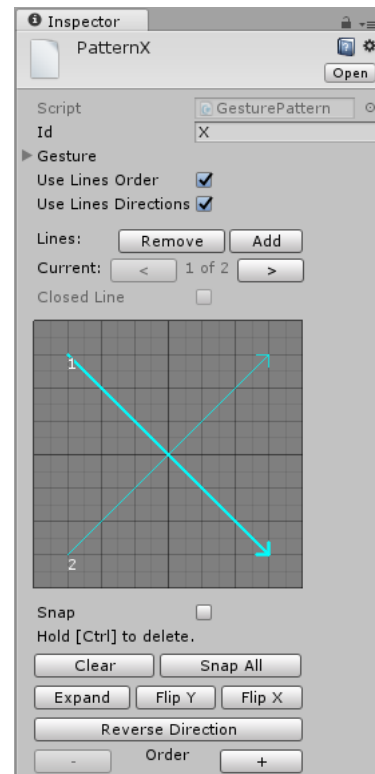 Inspector
PatternX
Open
Script GesturePattern
Id X
Gesture
Use Lines Order
Use Lines Directions
Lines: Remove Add
Current: < 1 of 2 >
Closed Line
1
2
Snap
Hold [Ctrl] to delete.
Clear Snap All
Expand Flip Y Flip X
Reverse Direction
- Order +